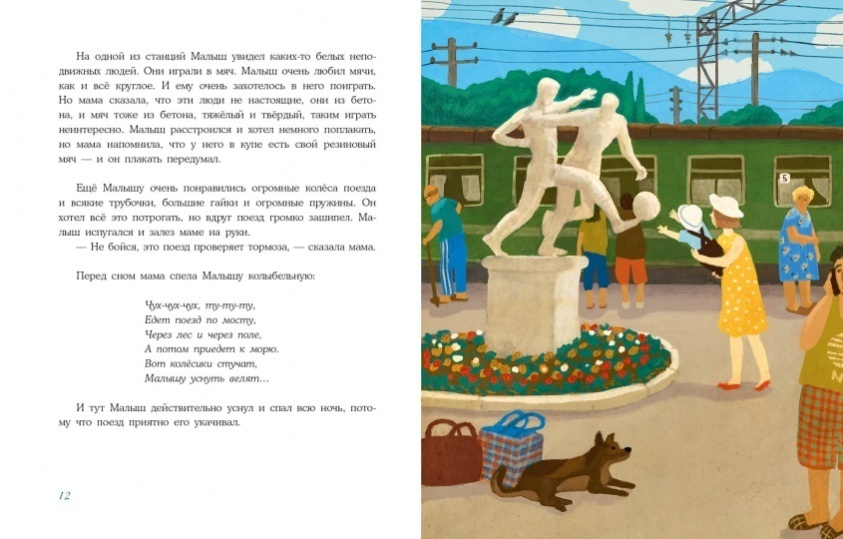 На одной из станций Малыш увидел каких-то белых непо-
движных людей. Они играли в мяч. Малыш очень любил мячи,
как и всё круглое. И ему очень захотелось в него поиграть.
Но мама сказала, что эти люди не настоящие, они из бето-
на, и мяч тоже из бетона, тяжёлый и твёрдый, таким играть
неинтересно. Малыш расстроился и хотел немного поплакать,
но мама напомнила, что у него в купе есть свой резиновый
мяч — и он плакать передумал.
Ещё Малышу очень понравились огромные колёса поезда
и всякие трубочки, большие гайки и огромные пружины. Он
хотел всё это потрогать, но вдруг поезд громко зашипел. Ма-
лыш испугался и залез маме на руки.
— Не бойся, это поезд проверяет тормоза, — сказала мама.
Перед сном мама спела Малышу колыбельную:
Чух-чух-чух, ту-ту-ту,
Едет поезд по мосту,
Через лес и через поле,
А потом приедет к морю.
Вот колёсики стучат,
Малышу уснуть велят...
И тут Малыш действительно уснул и спал всю ночь, пото-
му что поезд приятно его укачивал.
12
5